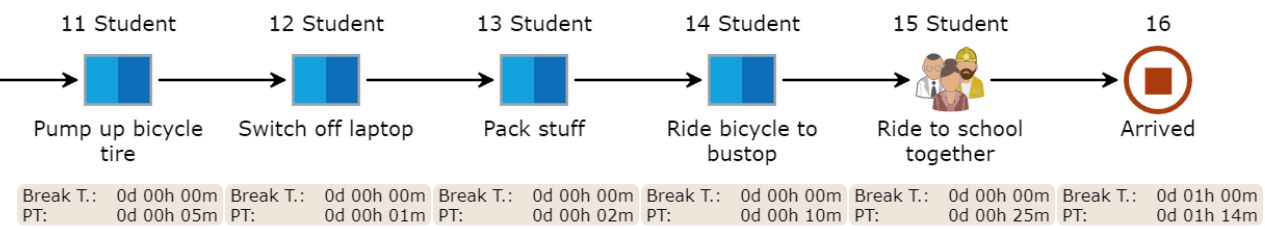 11 Student 12 Student 13 Student 14 Student 15 Student 16
Pump up bicycle tire
Switch off laptop
Pack stuff
Ride bicycle to bustop
Ride to school together
Arrived
Break T.: 0d 00h 00m
PT: 0d 00h 05m
Break T.: 0d 00h 00m
PT: 0d 00h 01m
Break T.: 0d 00h 00m
PT: 0d 00h 02m
Break T.: 0d 00h 00m
PT: 0d 00h 10m
Break T.: 0d 00h 00m
PT: 0d 00h 25m
Break T.: 0d 01h 00m
PT: 0d 01h 14m